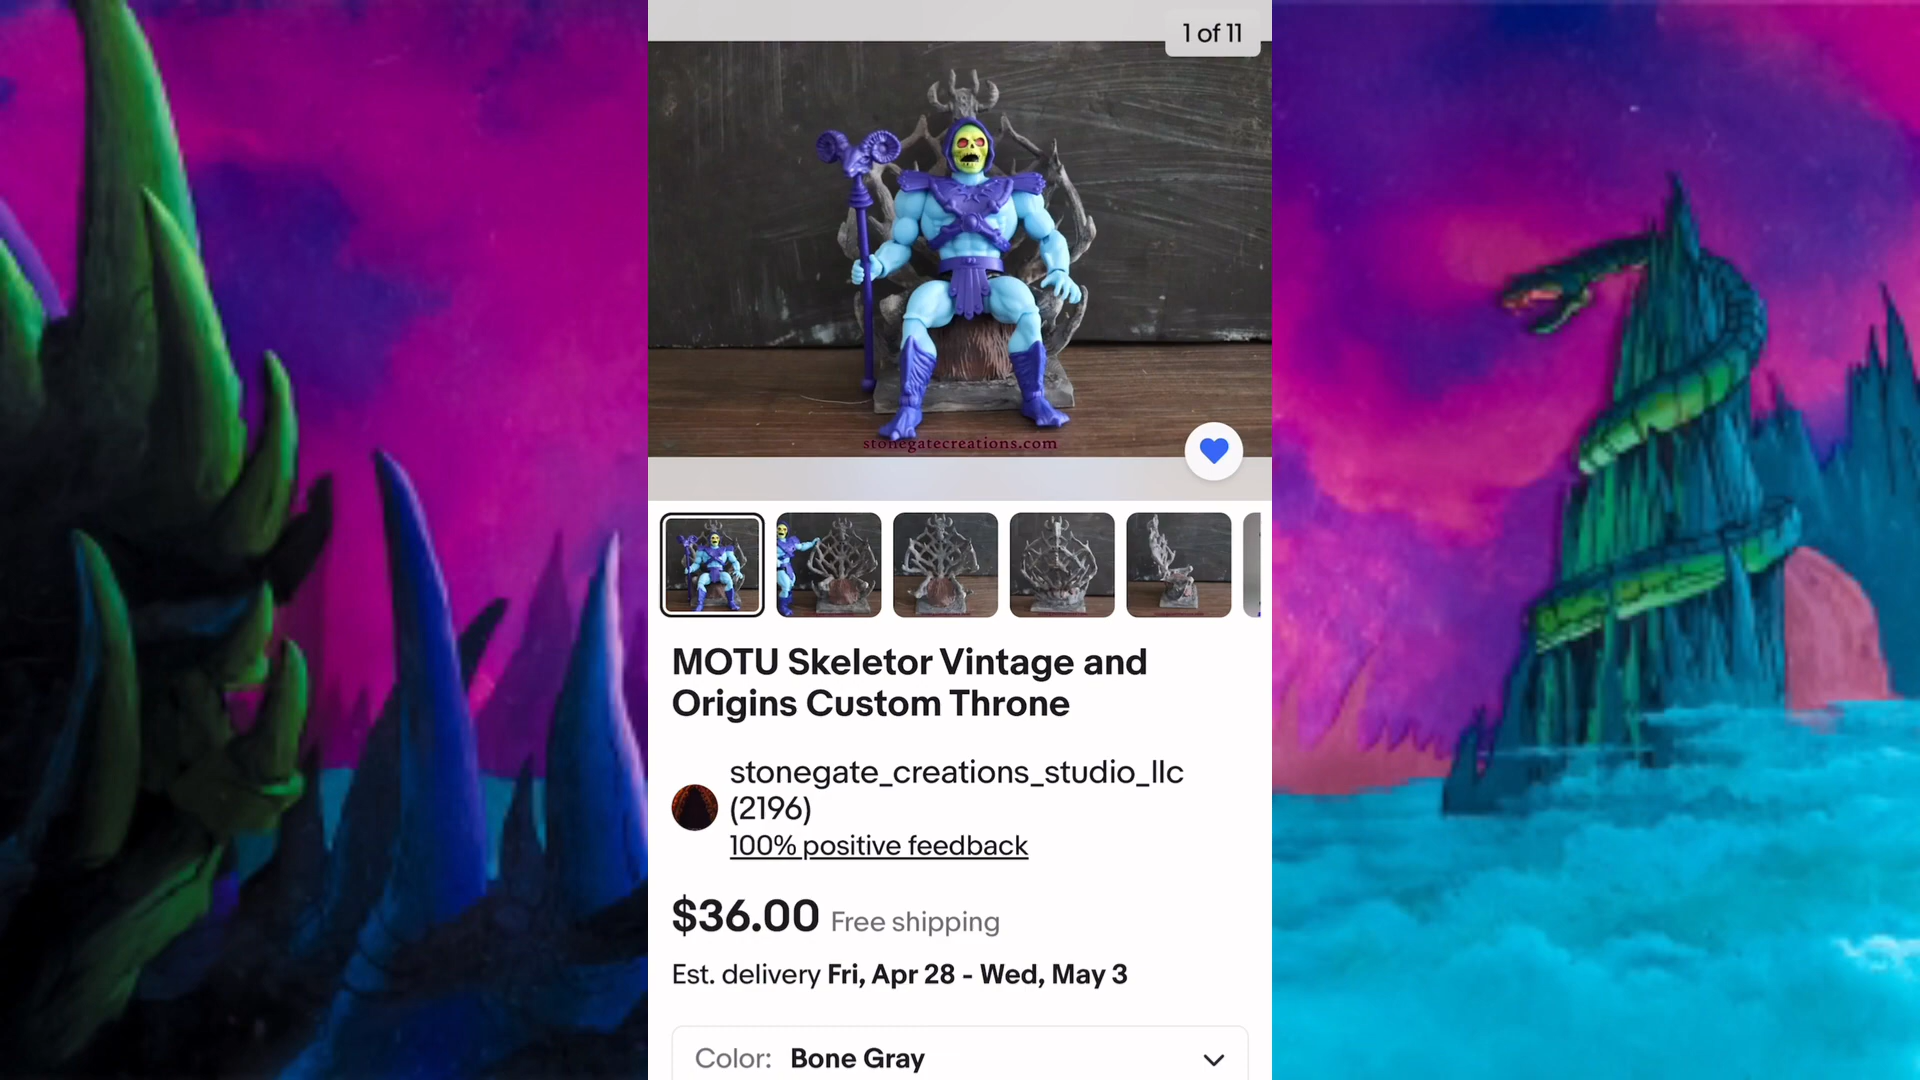 1 of 11
stonegatecreations.com
MOTU Skeletor Vintage and
Origins Custom Throne
stonegate_creations_studio_llc
(2196)
100% positive feedback
$36.00 Free shipping
Est. delivery Fri, Apr 28 - Wed, May 3
Color: Bone Gray